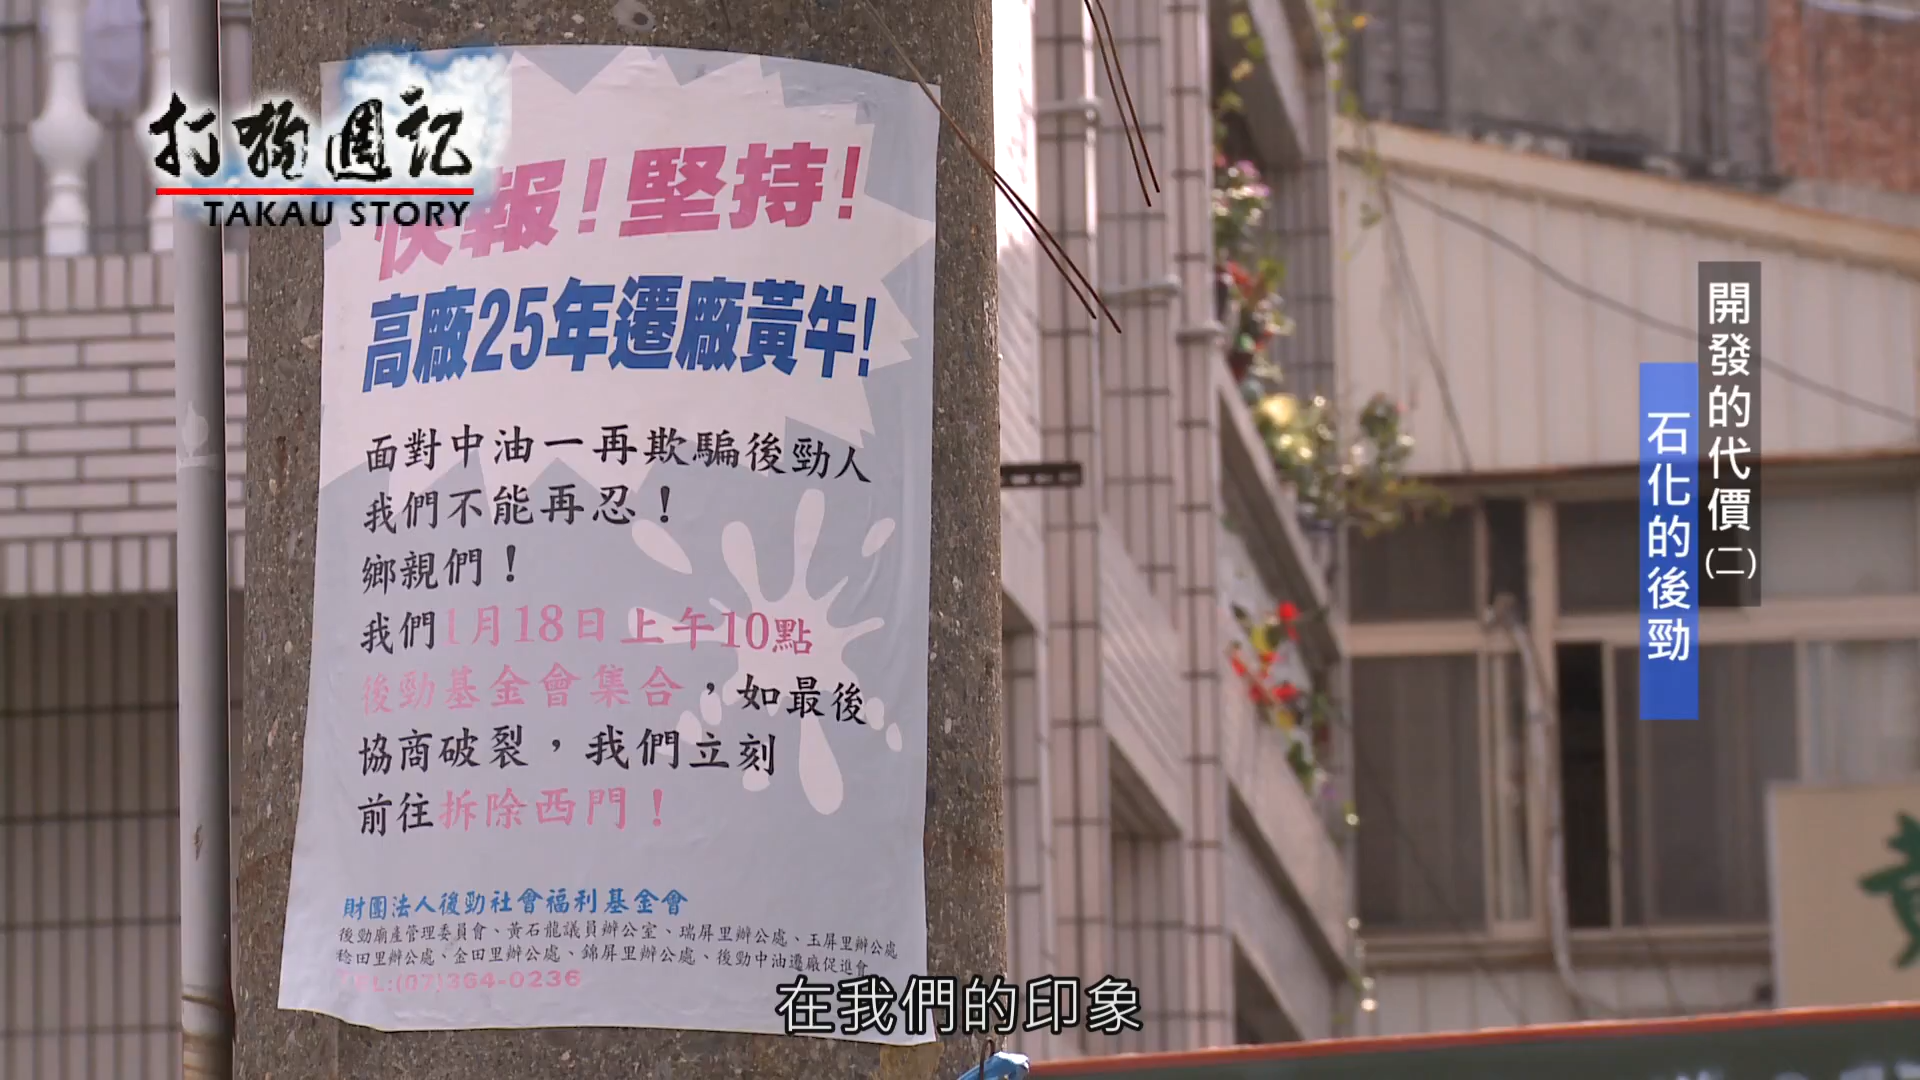 打狗週記
TAKAU STORY
快報！堅持！
高廠25年遷廠黃牛!
面對中油一再欺騙後勁人
我們不能再忍！
鄉親們！
我們1月18日上午10點
後勁基金會集合，如最後
協商破裂，我們立刻
前往拆除西門！
財團法人後勁社會福利基金會
後勁廟產管理委員會、黃石龍議員辦公室、瑞屏里辦公處、玉屏里辦公處
稔田里辦公處、金田里辦公處、錦屏里辦公處、後勁中油遷廠促進會
TEL:(07)364-0236
開發的代價(二)
石化的後勁
在我們的印象